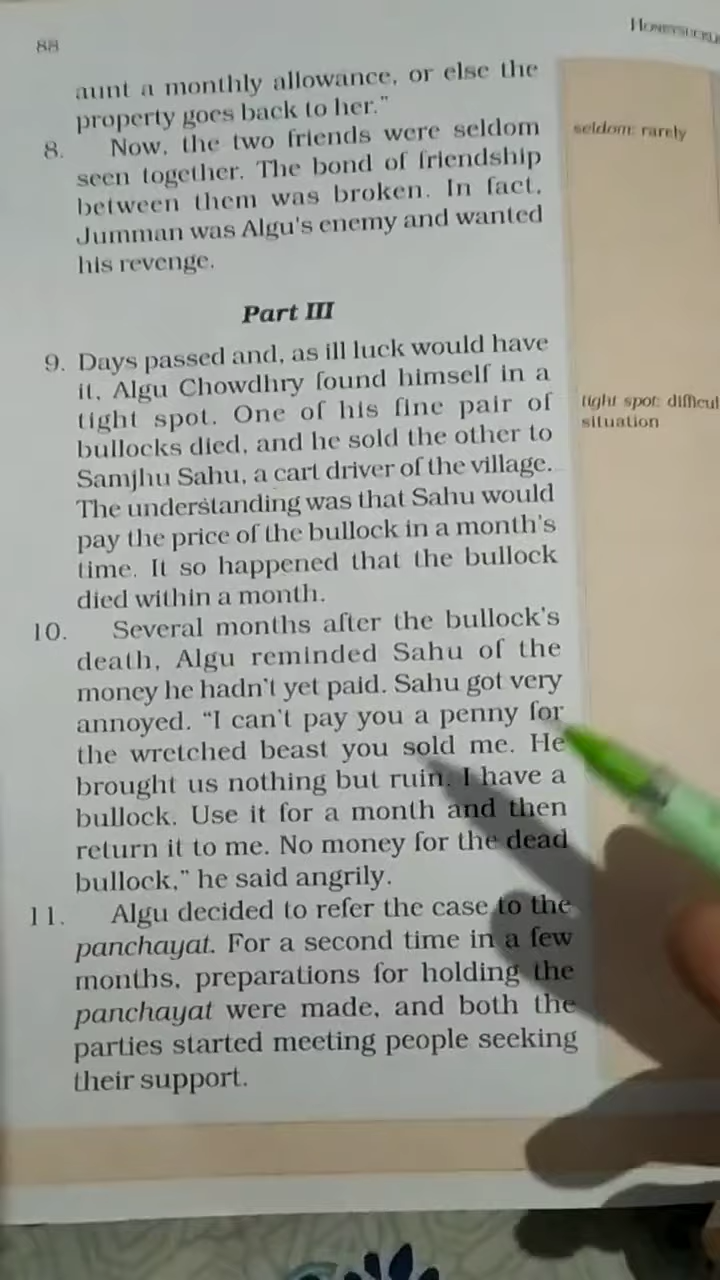 88
HONEYSUCKLE
aunt a monthly allowance, or else the
property goes back to her."
8. Now, the two friends were seldom
seen together. The bond of friendship
between them was broken. In fact,
Jumman was Algu's enemy and wanted
his revenge.
seldom: rarely
Part III
9. Days passed and, as ill luck would have
it, Algu Chowdhry found himself in a
tight spot. One of his fine pair of
bullocks died, and he sold the other to
Samjhu Sahu, a cart driver of the village.
The understanding was that Sahu would
pay the price of the bullock in a month's
time. It so happened that the bullock
died within a month.
tight spot: difficul
situation
10. Several months after the bullock's
death, Algu reminded Sahu of the
money he hadn't yet paid. Sahu got very
annoyed. "I can't pay you a penny for
the wretched beast you sold me. He
brought us nothing but ruin. I have a
bullock. Use it for a month and then
return it to me. No money for the dead
bullock," he said angrily.
11. Algu decided to refer the case to the
panchayat. For a second time in a few
months, preparations for holding the
panchayat were made, and both the
parties started meeting people seeking
their support.